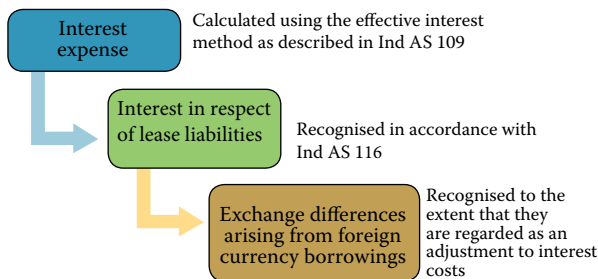 Interest
expense
Calculated using the effective interest
method as described in Ind AS 109
Interest in respect
of lease liabilities
Recognised in accordance with
Ind AS 116
Exchange differences
arising from foreign
currency borrowings
Recognised to the
extent that they
are regarded as an
adjustment to interest
costs